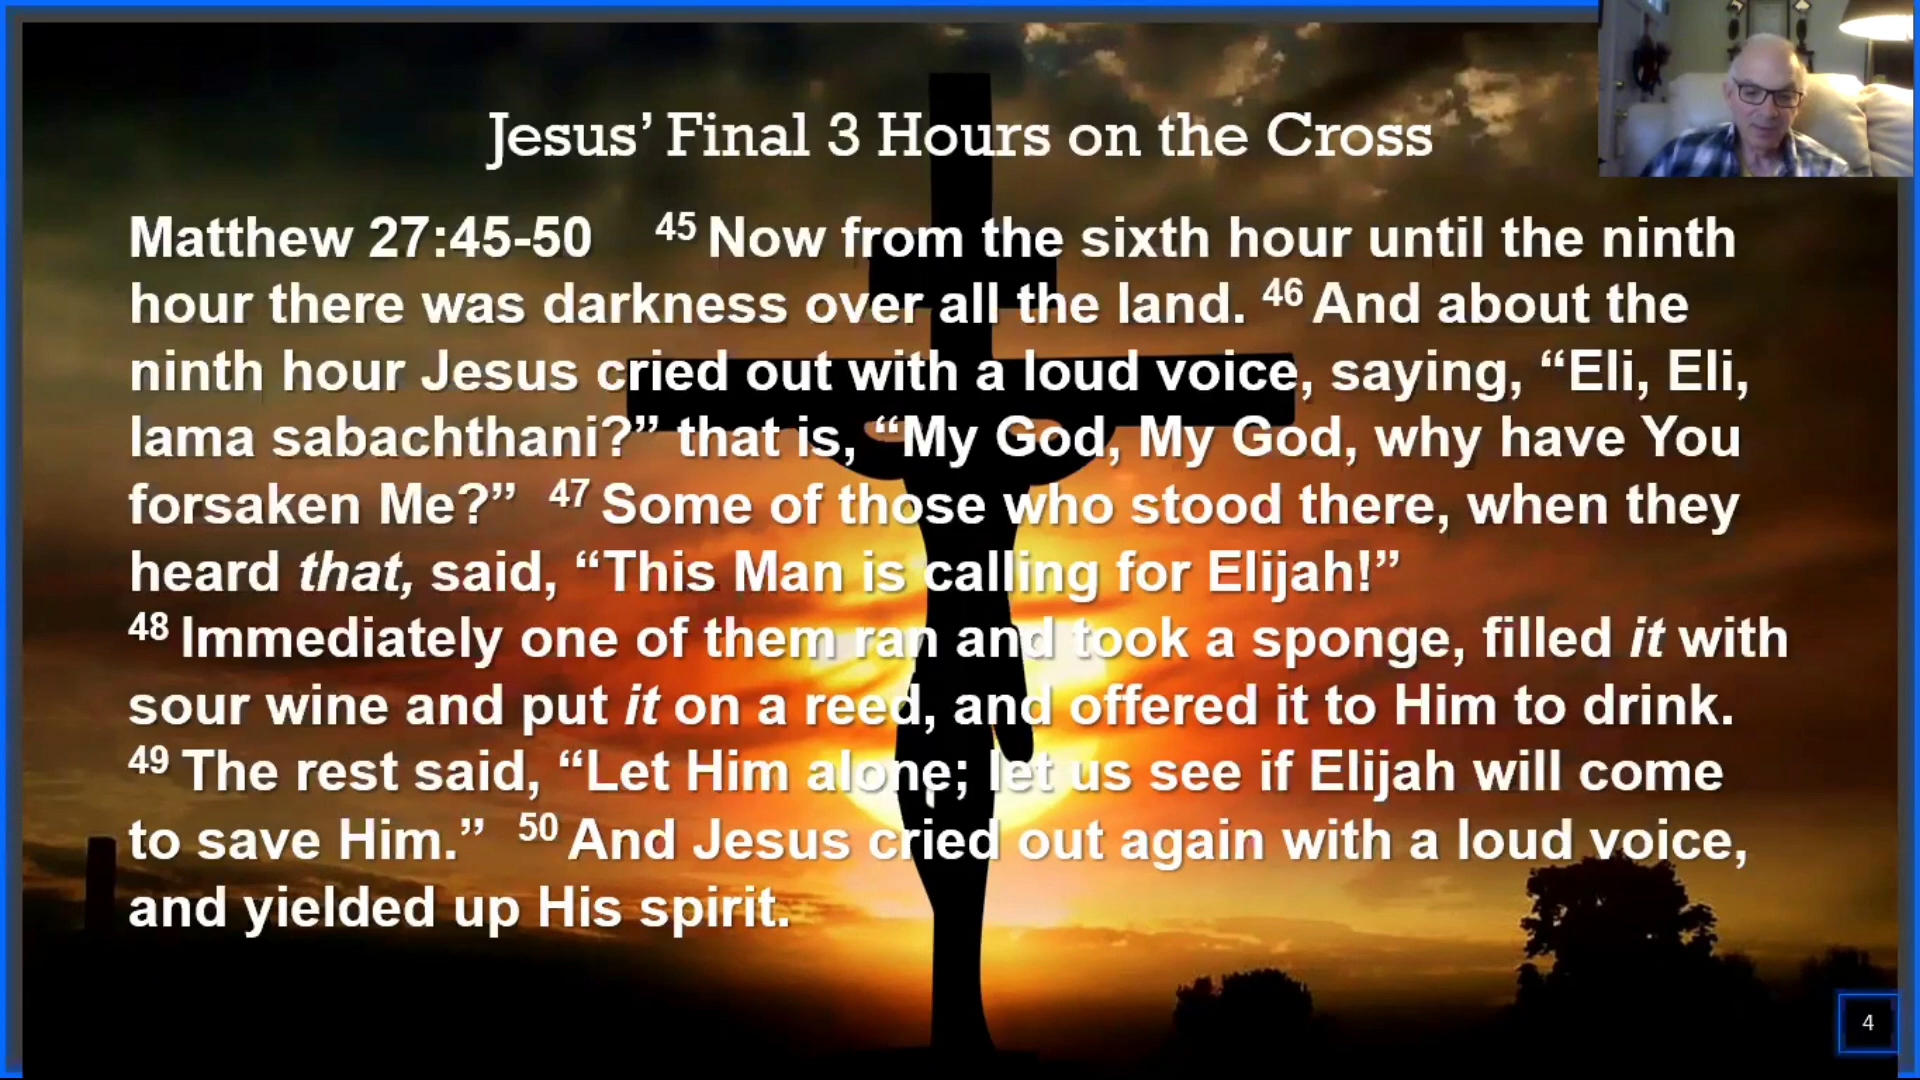 Jesus’ Final 3 Hours on the Cross
Matthew 27:45-50 45 Now from the sixth hour until the ninth
hour there was darkness over all the land. 46 And about the
ninth hour Jesus cried out with a loud voice, saying, “Eli, Eli,
lama sabachthani?” that is, “My God, My God, why have You
forsaken Me?” 47 Some of those who stood there, when they
heard that, said, “This Man is calling for Elijah!”
48 Immediately one of them ran and took a sponge, filled it with
sour wine and put it on a reed, and offered it to Him to drink.
49 The rest said, “Let Him alone; let us see if Elijah will come
to save Him.” 50 And Jesus cried out again with a loud voice,
and yielded up His spirit.
4